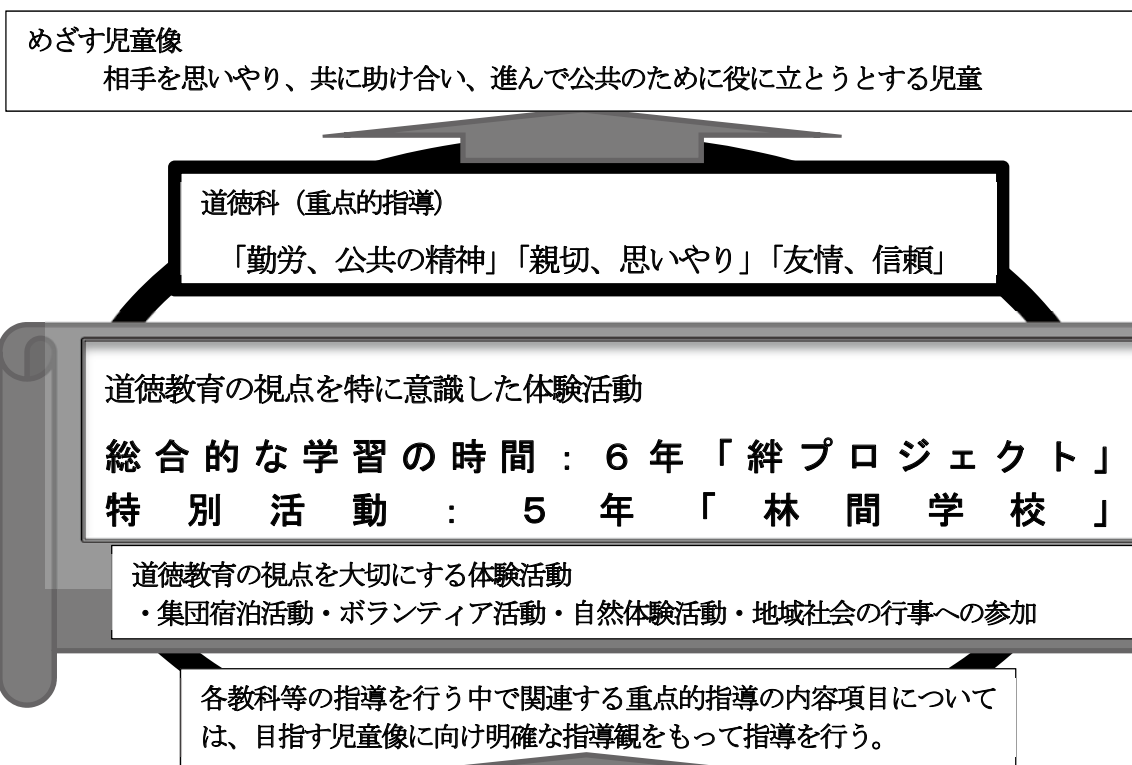 めざす児童像
相手を思いやり、共に助け合い、進んで公共のために役に立とうとする児童
道徳科（重点的指導）
「勤労、公共の精神」「親切、思いやり」「友情、信頼」
道徳教育の視点を特に意識した体験活動
総合的な学習の時間：６年「絆プロジェクト」
特別活動：５年「林間学校」
道徳教育の視点を大切にする体験活動
・集団宿泊活動・ボランティア活動・自然体験活動・地域社会の行事への参加
各教科等の指導を行う中で関連する重点的指導の内容項目について
は、目指す児童像に向け明確な指導観をもって指導を行う。